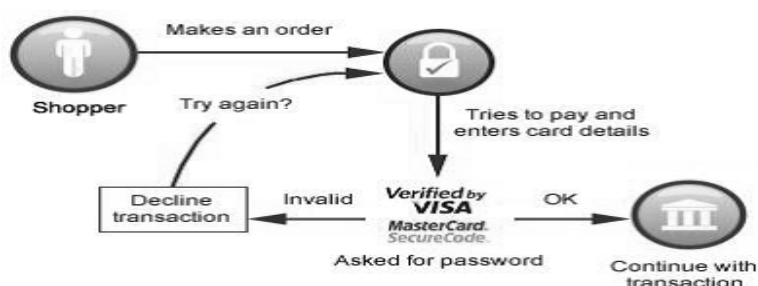 Makes an order
Shopper
Try again?
Tries to pay and
enters card details
Decline
transaction
Invalid
Verified by
VISA
MasterCard.
SecureCode.
OK
Asked for password
Continue with
transaction